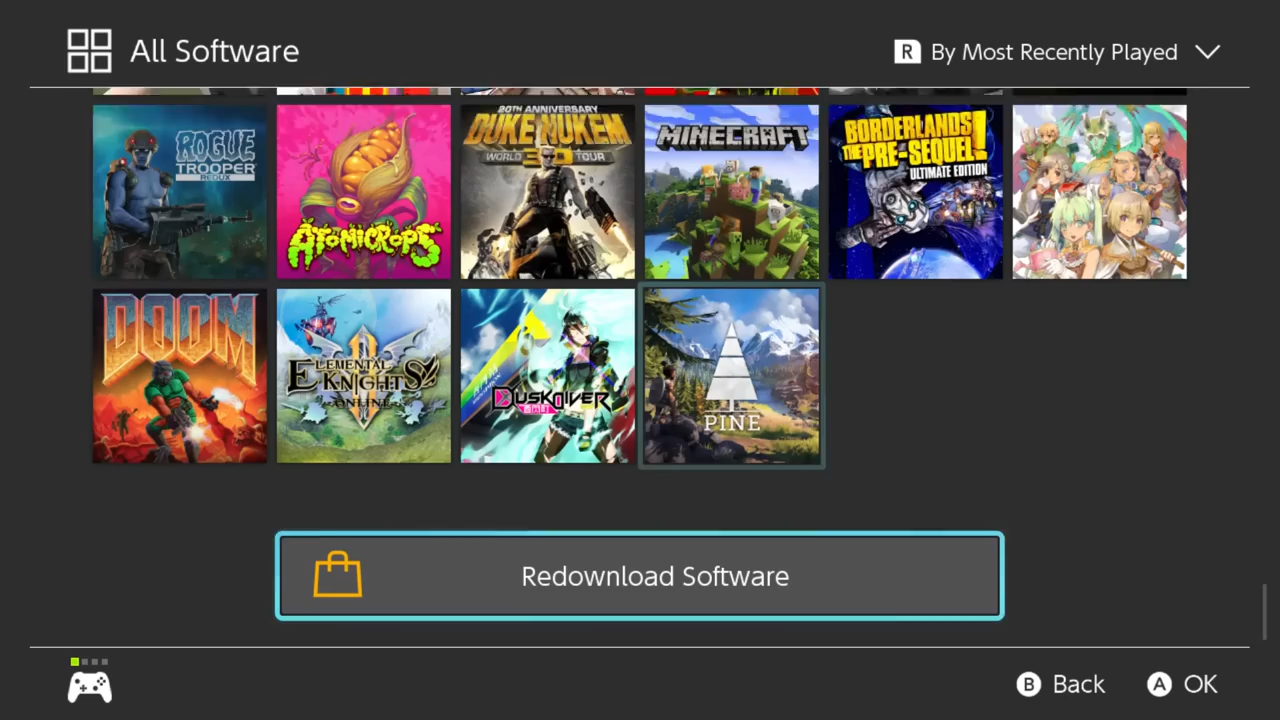 All Software
R By Most Recently Played
ROGUE
TROOPER
REDUX
ATOMICROPS
20TH ANNIVERSARY
DUKE NUKEM
3D
WORLD TOUR
MINECRAFT
BORDERLANDS
THE PRE-SEQUEL!
ULTIMATE EDITION
DOOM
ELEMENTAL
KNIGHTS
ONLINE
DUSKDIVER
PINE
Redownload Software
B Back
A OK